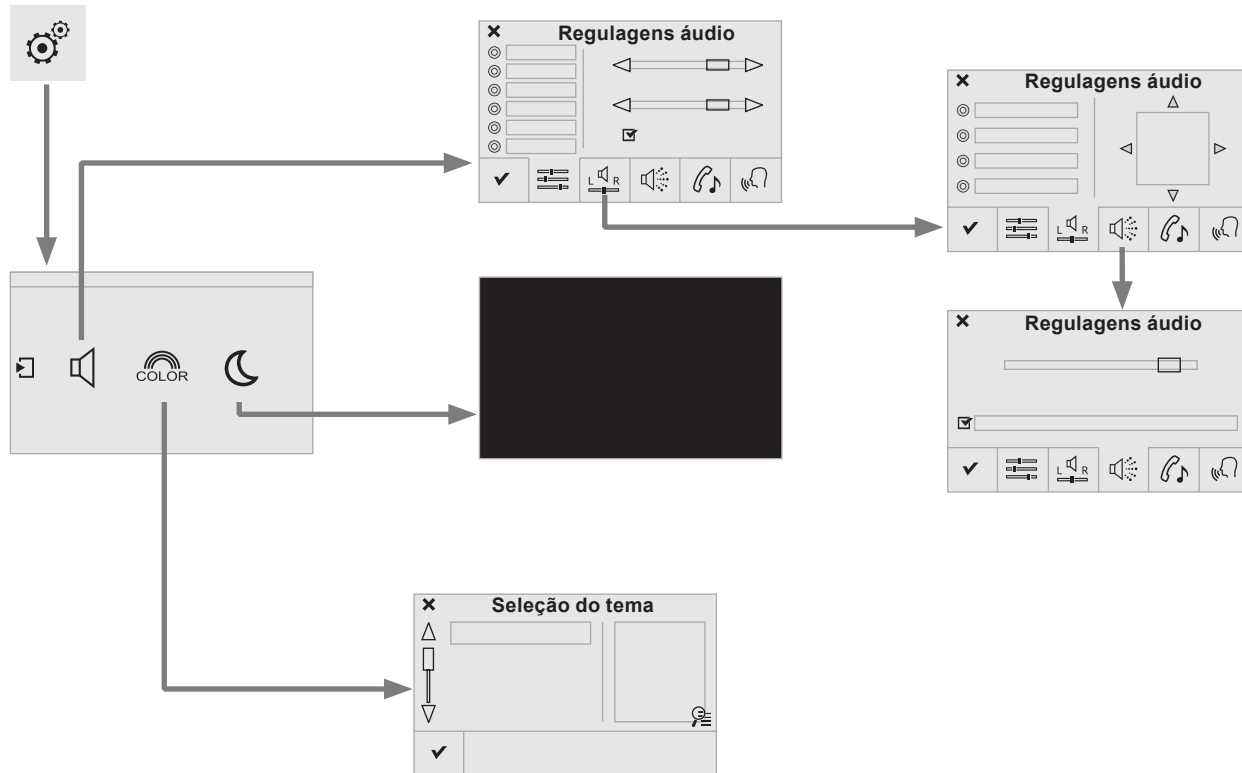 Regulagens áudio
L R
Regulagens áudio
L R
COLOR
Regulagens áudio
L R
Seleção do tema